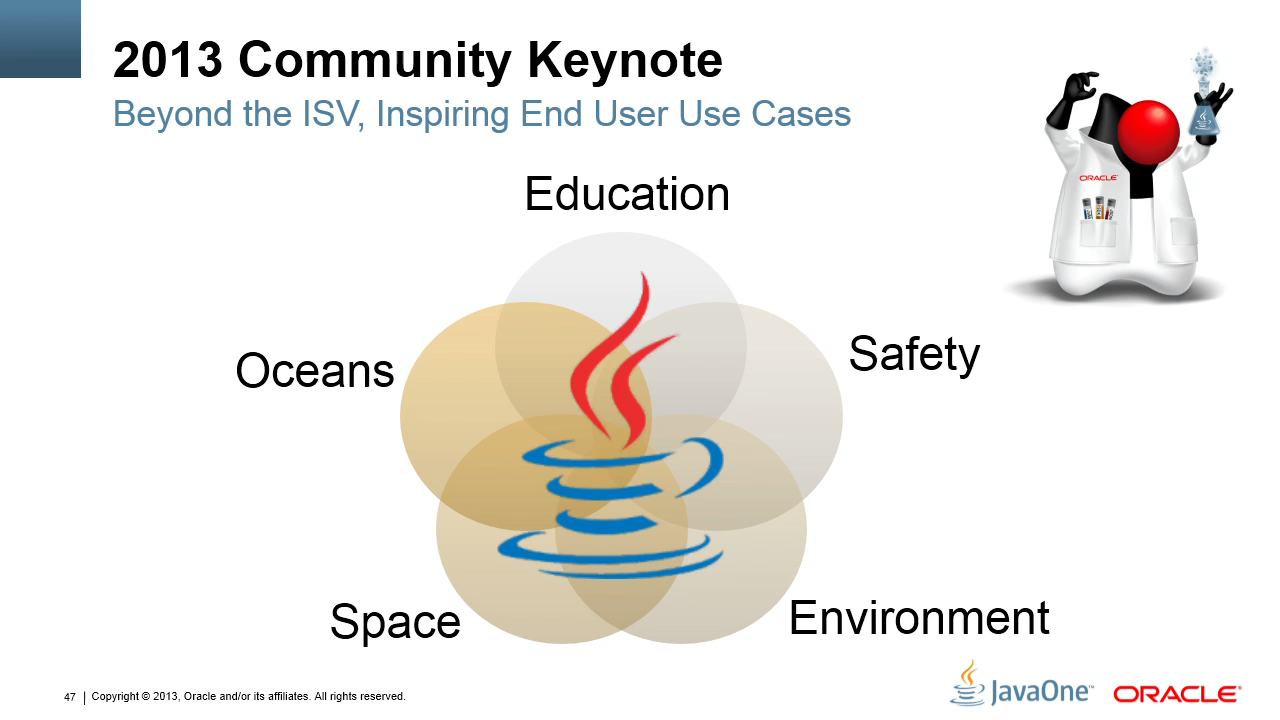 2013 Community Keynote
Beyond the ISV, Inspiring End User Use Cases
ORACLE
Education
Oceans
Safety
Space
Environment
47
Copyright © 2013, Oracle and/or its affiliates. All rights reserved.
JavaOne™
ORACLE®